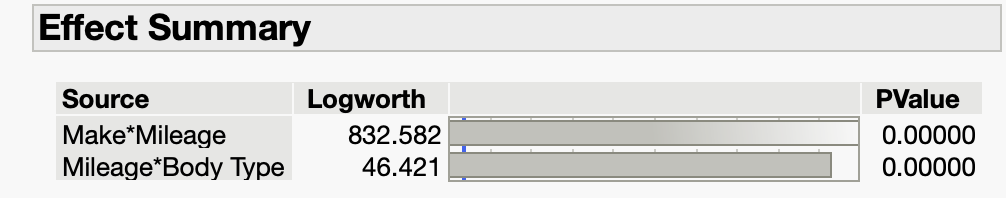 Effect Summary
Source Logworth PValue
Make*Mileage 832.582 0.00000
Mileage*Body Type 46.421 0.00000